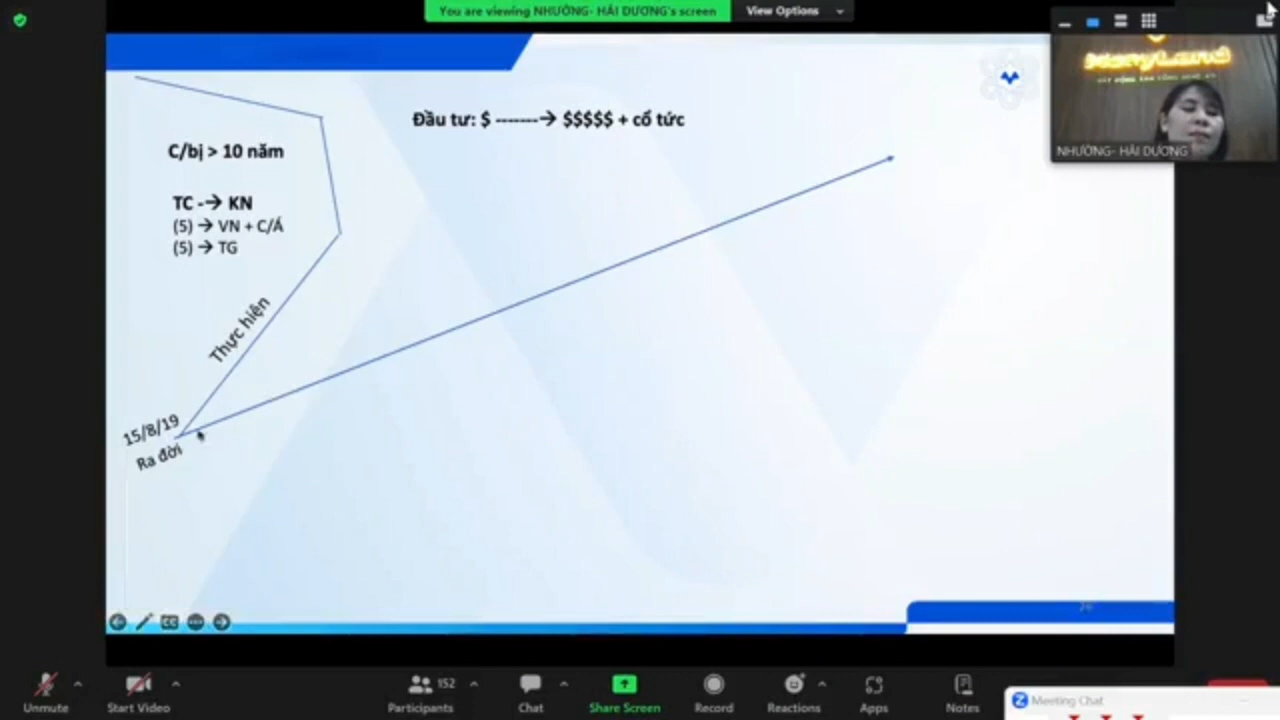 You are viewing NHƯỜNG- HẢI DƯƠNG's screen
View Options
NHƯỜNG- HẢI DƯƠNG
Đầu tư: $ -------→ $$$$$ + cổ tức
C/bị > 10 năm
TC -→ KN
(5) → VN + C/Á
(5) → TG
Thực hiện
15/8/19
Ra đời
Unmute
Start Video
152
Participants
Chat
Share Screen
Record
Reactions
Apps
Notes
Meeting Chat